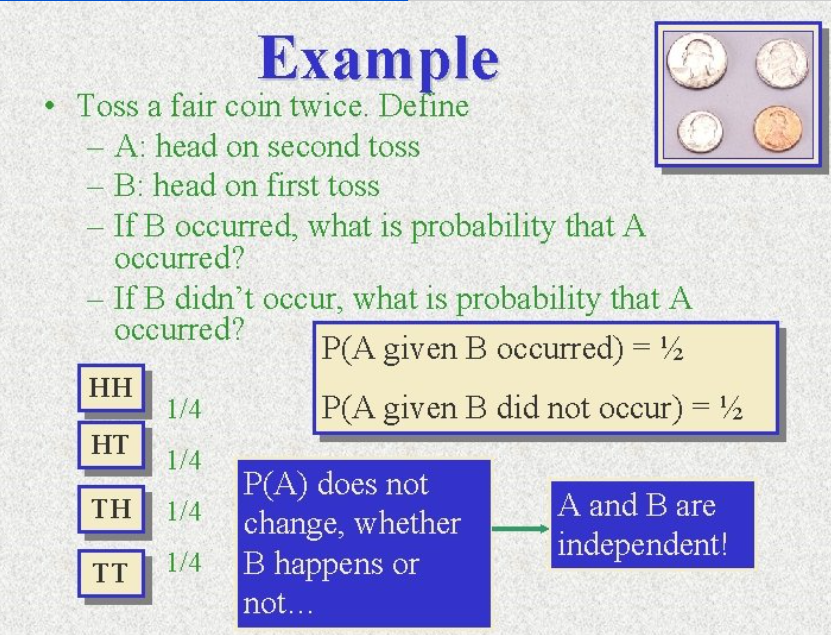 Example
• Toss a fair coin twice. Define
– A: head on second toss
– B: head on first toss
– If B occurred, what is probability that A
occurred?
– If B didn’t occur, what is probability that A
occurred?
P(A given B occurred) = ½
P(A given B did not occur) = ½
HH
1/4
HT
1/4
TH
1/4
TT
1/4
P(A) does not
change, whether
B happens or
not…
A and B are
independent!